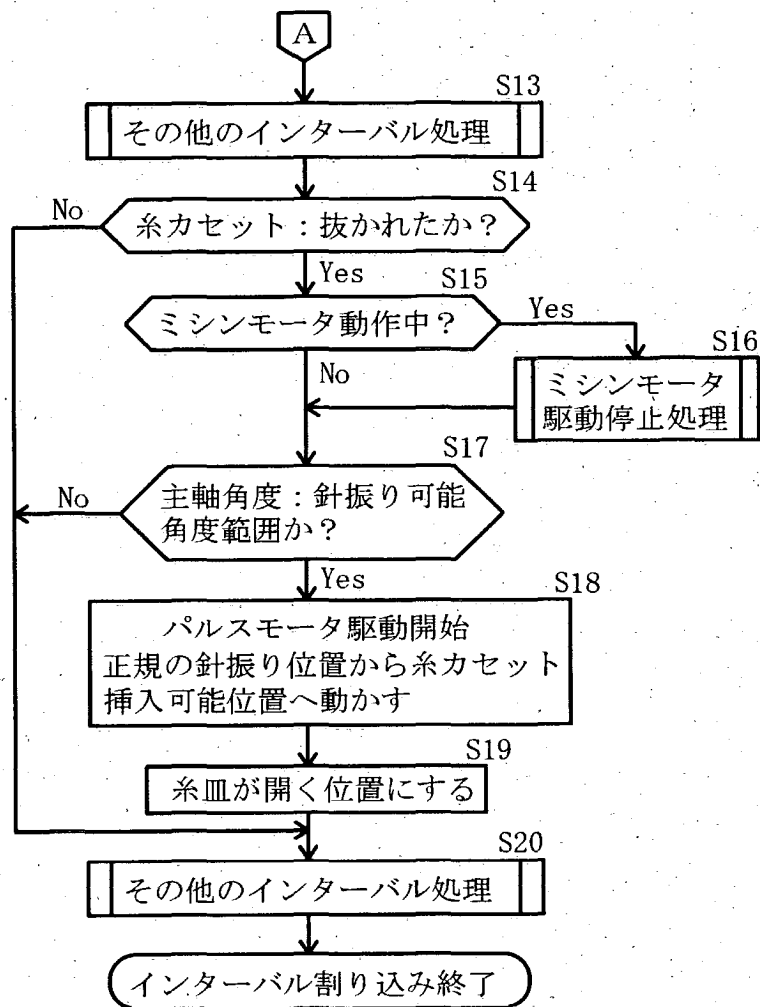 A
S13
その他のインターバル処理
S14
No
糸カセット:抜かれたか?
Yes
S15
ミシンモータ動作中?
Yes
S16
No
ミシンモータ
駆動停止処理
S17
No
主軸角度:針振り可能
角度範囲か?
Yes
S18
パルスモータ駆動開始
正規の針振り位置から糸カセット
挿入可能位置へ動かす
S19
糸皿が開く位置にする
S20
その他のインターバル処理
インターバル割り込み終了